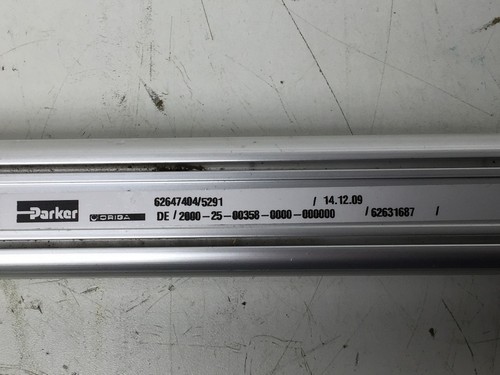 Parker ORIGA
62647404/5291 / 14.12.09
DE / 2000-25-00358-0000-000000 / 62631687 /